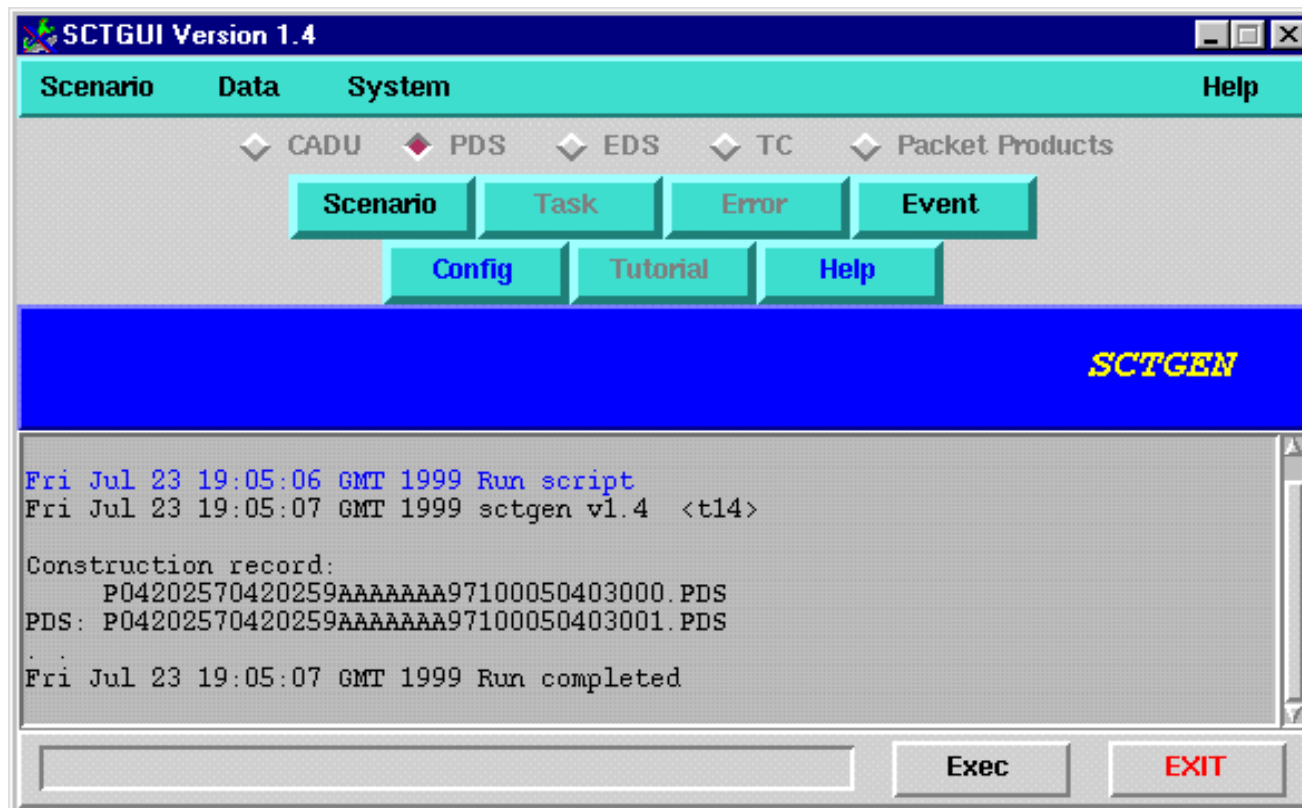 SCTGUI Version 1.4
Scenario Data System Help
CADU PDS EDS TC Packet Products
Scenario Task Error Event
Config Tutorial Help
SCTGEN
Fri Jul 23 19:05:06 GMT 1999 Run script
Fri Jul 23 19:05:07 GMT 1999 sctgen v1.4 <t14>
Construction record:
P04202570420259AAAAAAA97100050403000.PDS
PDS: P04202570420259AAAAAAA97100050403001.PDS
. .
Fri Jul 23 19:05:07 GMT 1999 Run completed
Exec EXIT